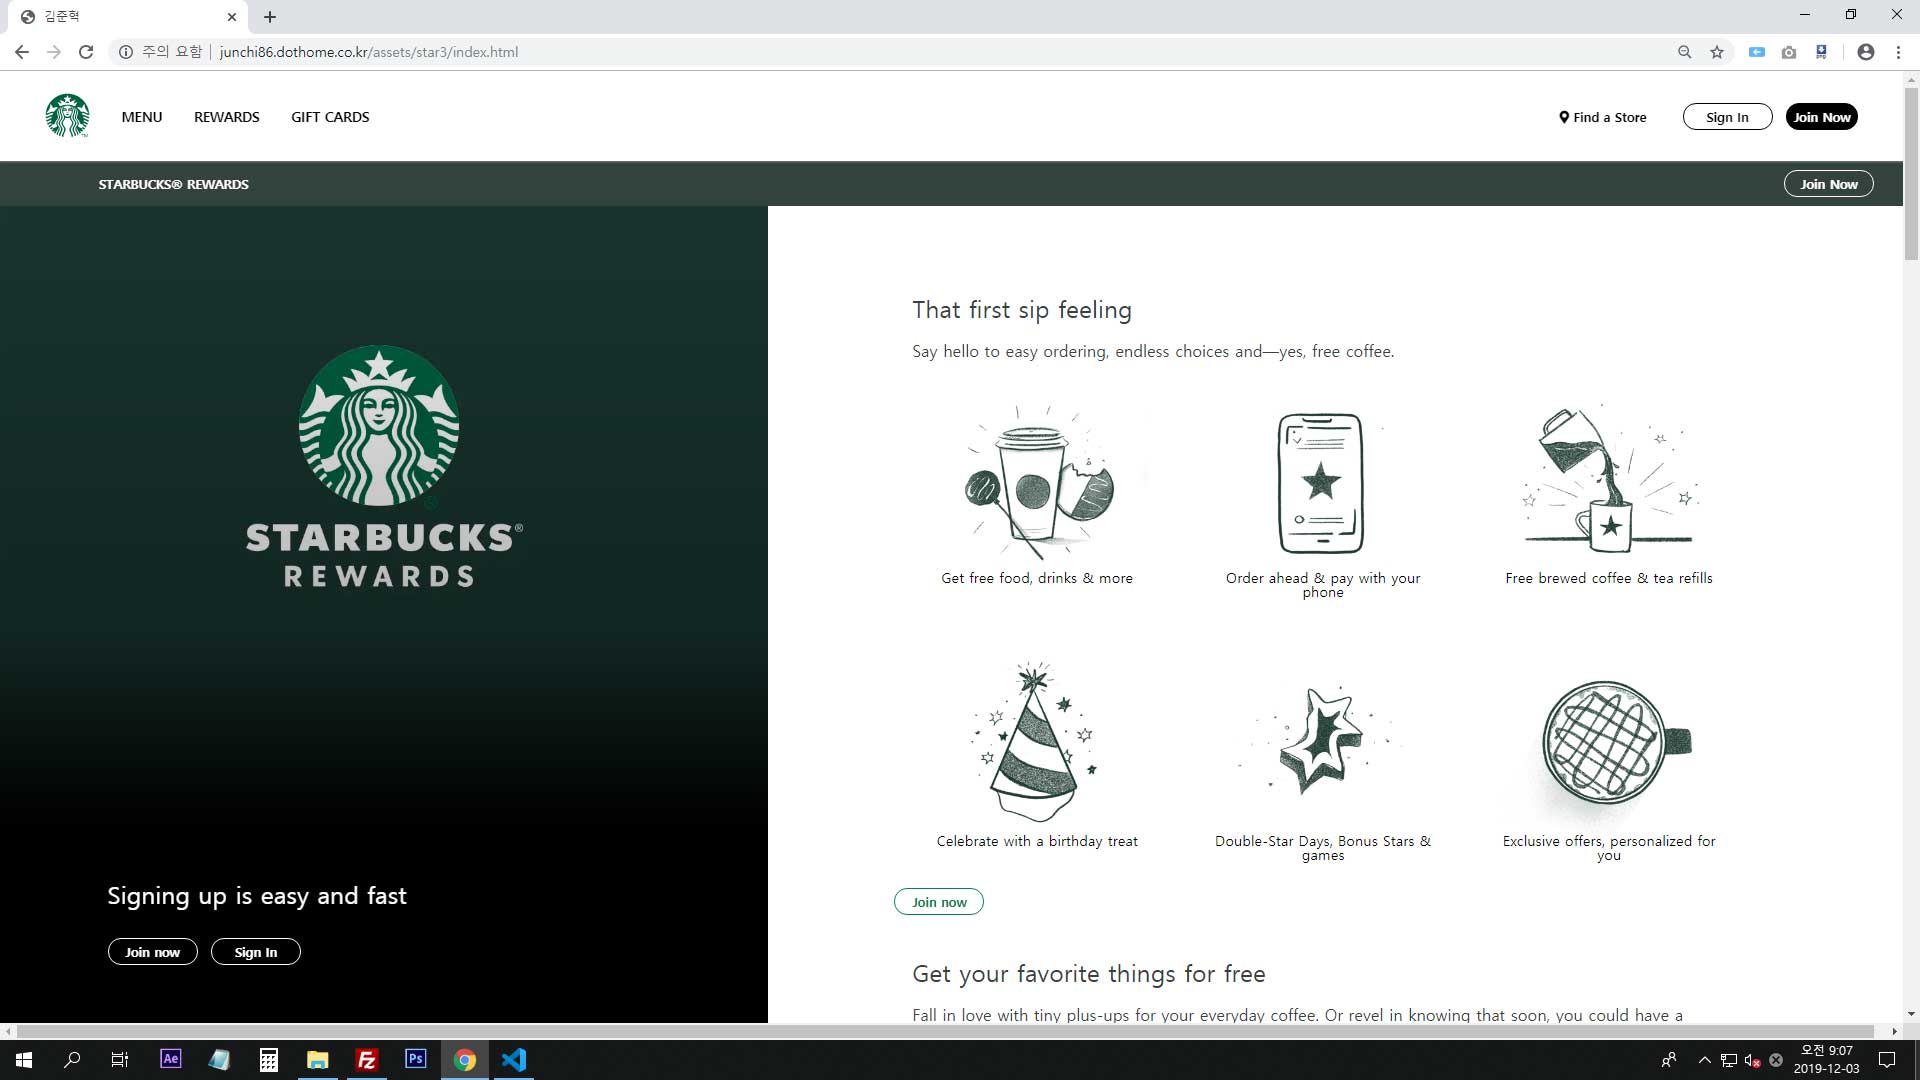 김준혁
주의 요함
junchi86.dothome.co.kr/assets/star3/index.html
MENU REWARDS GIFT CARDS
Find a Store
Sign In
Join Now
STARBUCKS® REWARDS
Join Now
STARBUCKS®
REWARDS
Signing up is easy and fast
Join now
Sign In
That first sip feeling
Say hello to easy ordering, endless choices and—yes, free coffee.
Get free food, drinks & more
Order ahead & pay with your
phone
Free brewed coffee & tea refills
Celebrate with a birthday treat
Double-Star Days, Bonus Stars &
games
Exclusive offers, personalized for
you
Join now
Get your favorite things for free
Fall in love with tiny plus-ups for your everyday coffee. Or revel in knowing that soon, you could have a
Ae
Fz
Ps
오전 9:07
2019-12-03